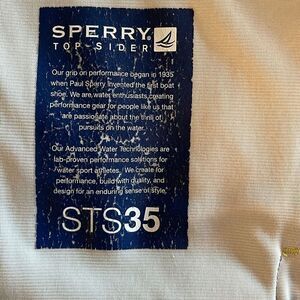 SPERRY
TOP-SIDER
Our grip on performance began in 1935
when Paul Sperry invented the first boat
shoe. We are water enthusiasts creating
performance gear for people like us that
are passionate about the thrill of
pursuits on the water.
Our Advanced Water Technologies are
lab-proven performance solutions for
water sport athletes. We create for
performance, build with quality, and
design for an enduring sense of style.
STS35